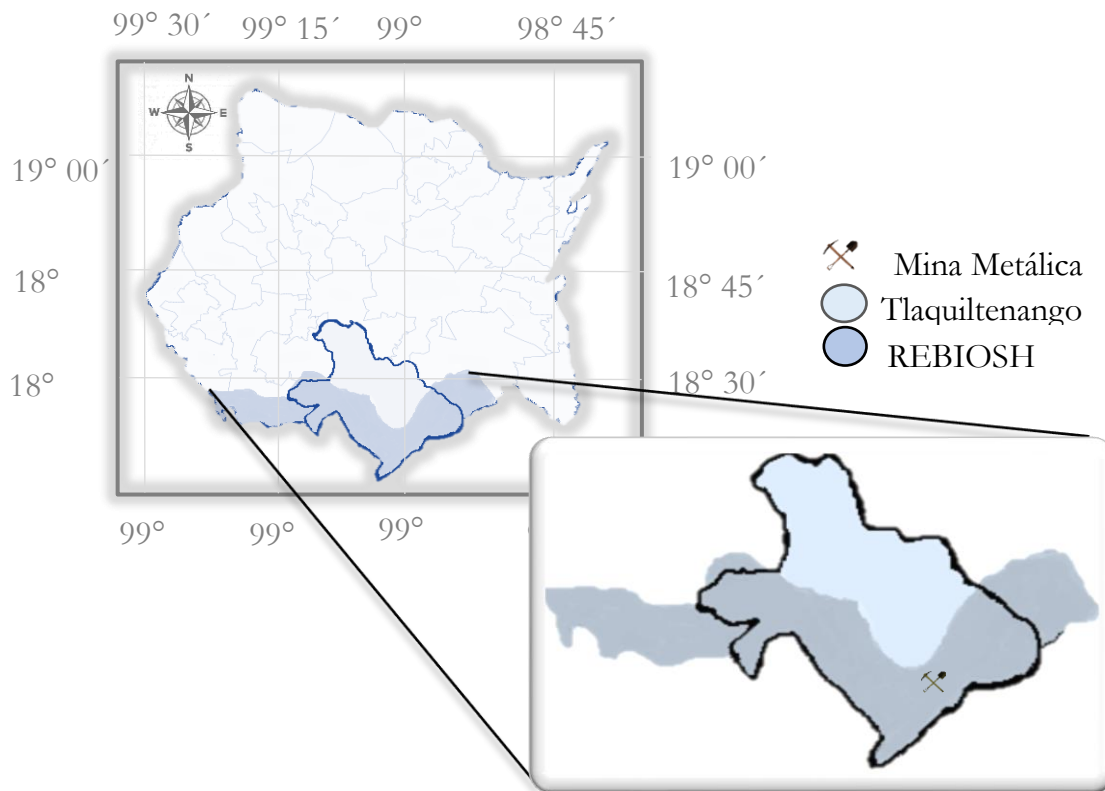 99° 30´ 99° 15´ 99° 98° 45´
N
W E
S
19° 00´ 19° 00´
Mina Metálica
18° 18° 45´
Tlaquiltenango
REBIOSH
18° 18° 30´
99° 99° 99°